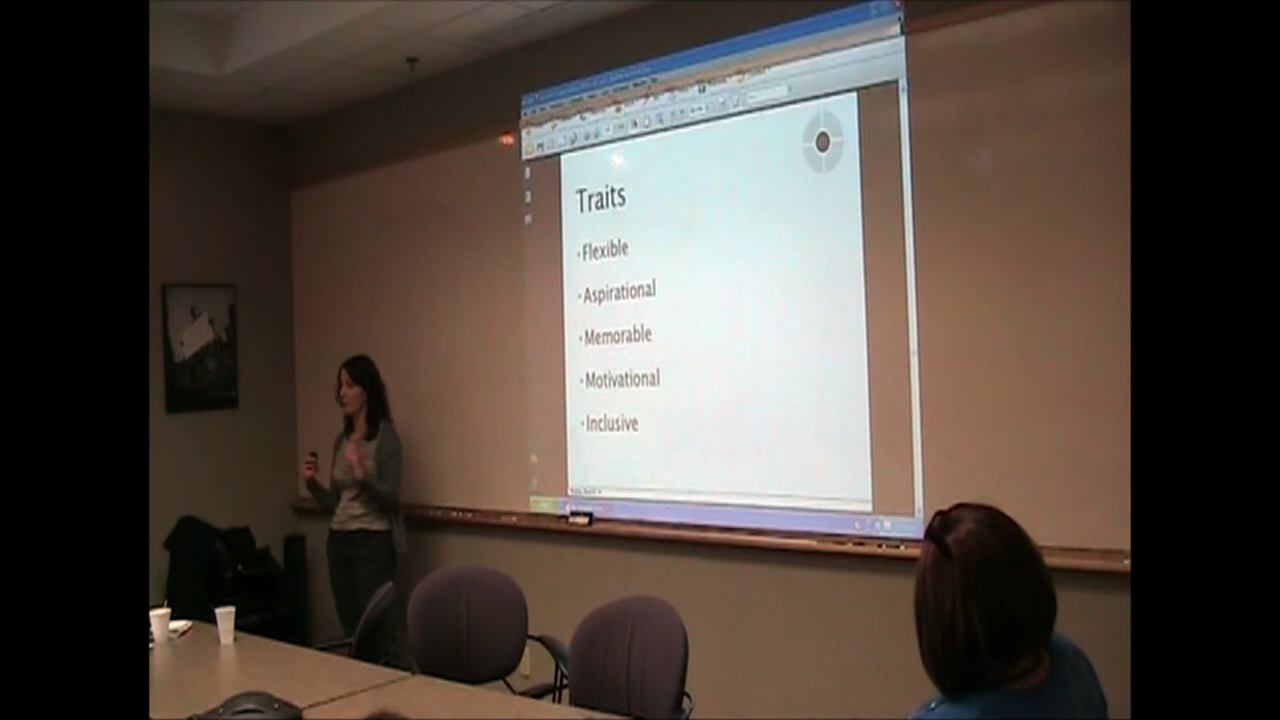 Traits
·Flexible
·Aspirational
·Memorable
·Motivational
·Inclusive